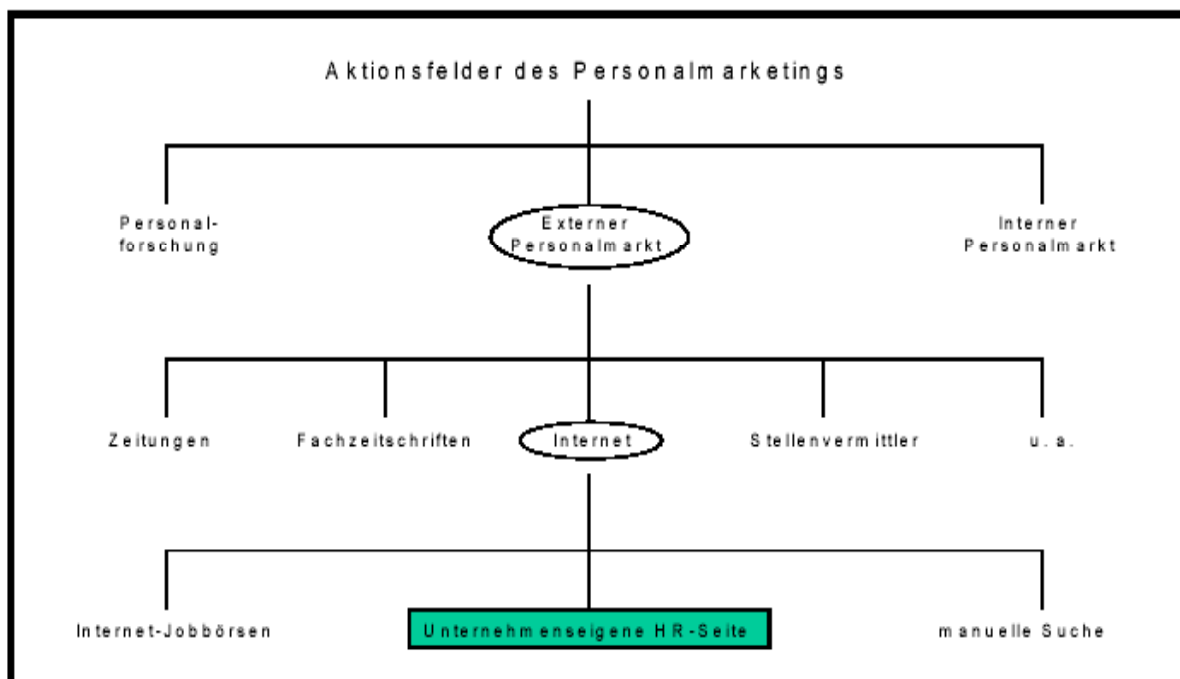 Aktionsfelder des Personalmarketings
Personal-
forschung
Externer
Personalmarkt
Interner
Personalmarkt
Zeitungen
Fachzeitschriften
Internet
Stellenvermittler
u. a.
Internet-Jobbörsen
Unternehmenseigene HR-Seite
manuelle Suche